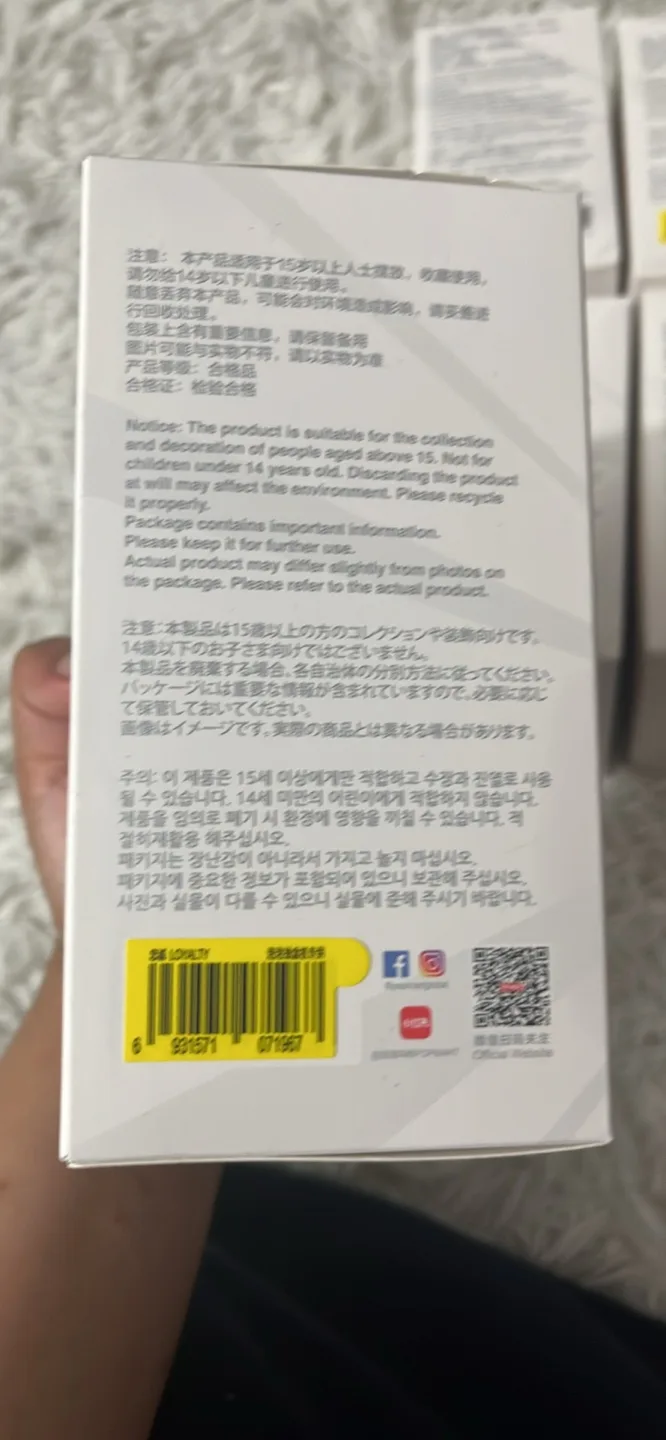 注意：本产品适用于15岁以上人士摆放、收藏使用，
请勿给14岁以下儿童进行使用。
随意丢弃本产品，可能会对环境造成影响，请妥善进
行回收处理。
包装上含有重要信息，请保留备用
图片可能与实物不符，请以实物为准
产品等级：合格品
合格证：检验合格
Notice: The product is suitable for the collection
and decoration of people aged above 15. Not for
children under 14 years old. Discarding the product
at will may affect the environment. Please recycle
it properly.
Package contains important information.
Please keep it for further use.
Actual product may differ slightly from photos on
the package. Please refer to the actual product.
注意:本製品は15歳以上の方のコレクションや装飾向けです。
14歳以下のお子さま向けではございません。
本製品を廃棄する場合、各自治体の分別方法に従ってください。
パッケージには重要な情報が含まれていますので、必要に応じ
て保管しておいてください。
画像はイメージです。実際の商品とは異なる場合があります。
주의: 이 제품은 15세 이상에게만 적합하고 수장과 진열로 사용
될 수 있습니다. 14세 미만의 어린이에게 적합하지 않습니다.
제품을 임의로 폐기 시 환경에 영향을 끼칠 수 있습니다. 적
절히재활용 해주십시오.
패키지는 장난감이 아니라서 가지고 놀지 마십시오.
패키지에 중요한 정보가 포함되어 있으니 보관해 주십시오.
사진과 실물이 다를 수 있으니 실물에 준해 주시기 바랍니다.
LOYALTY
6 931571 071967
小红书
微信扫码关注
Official Website